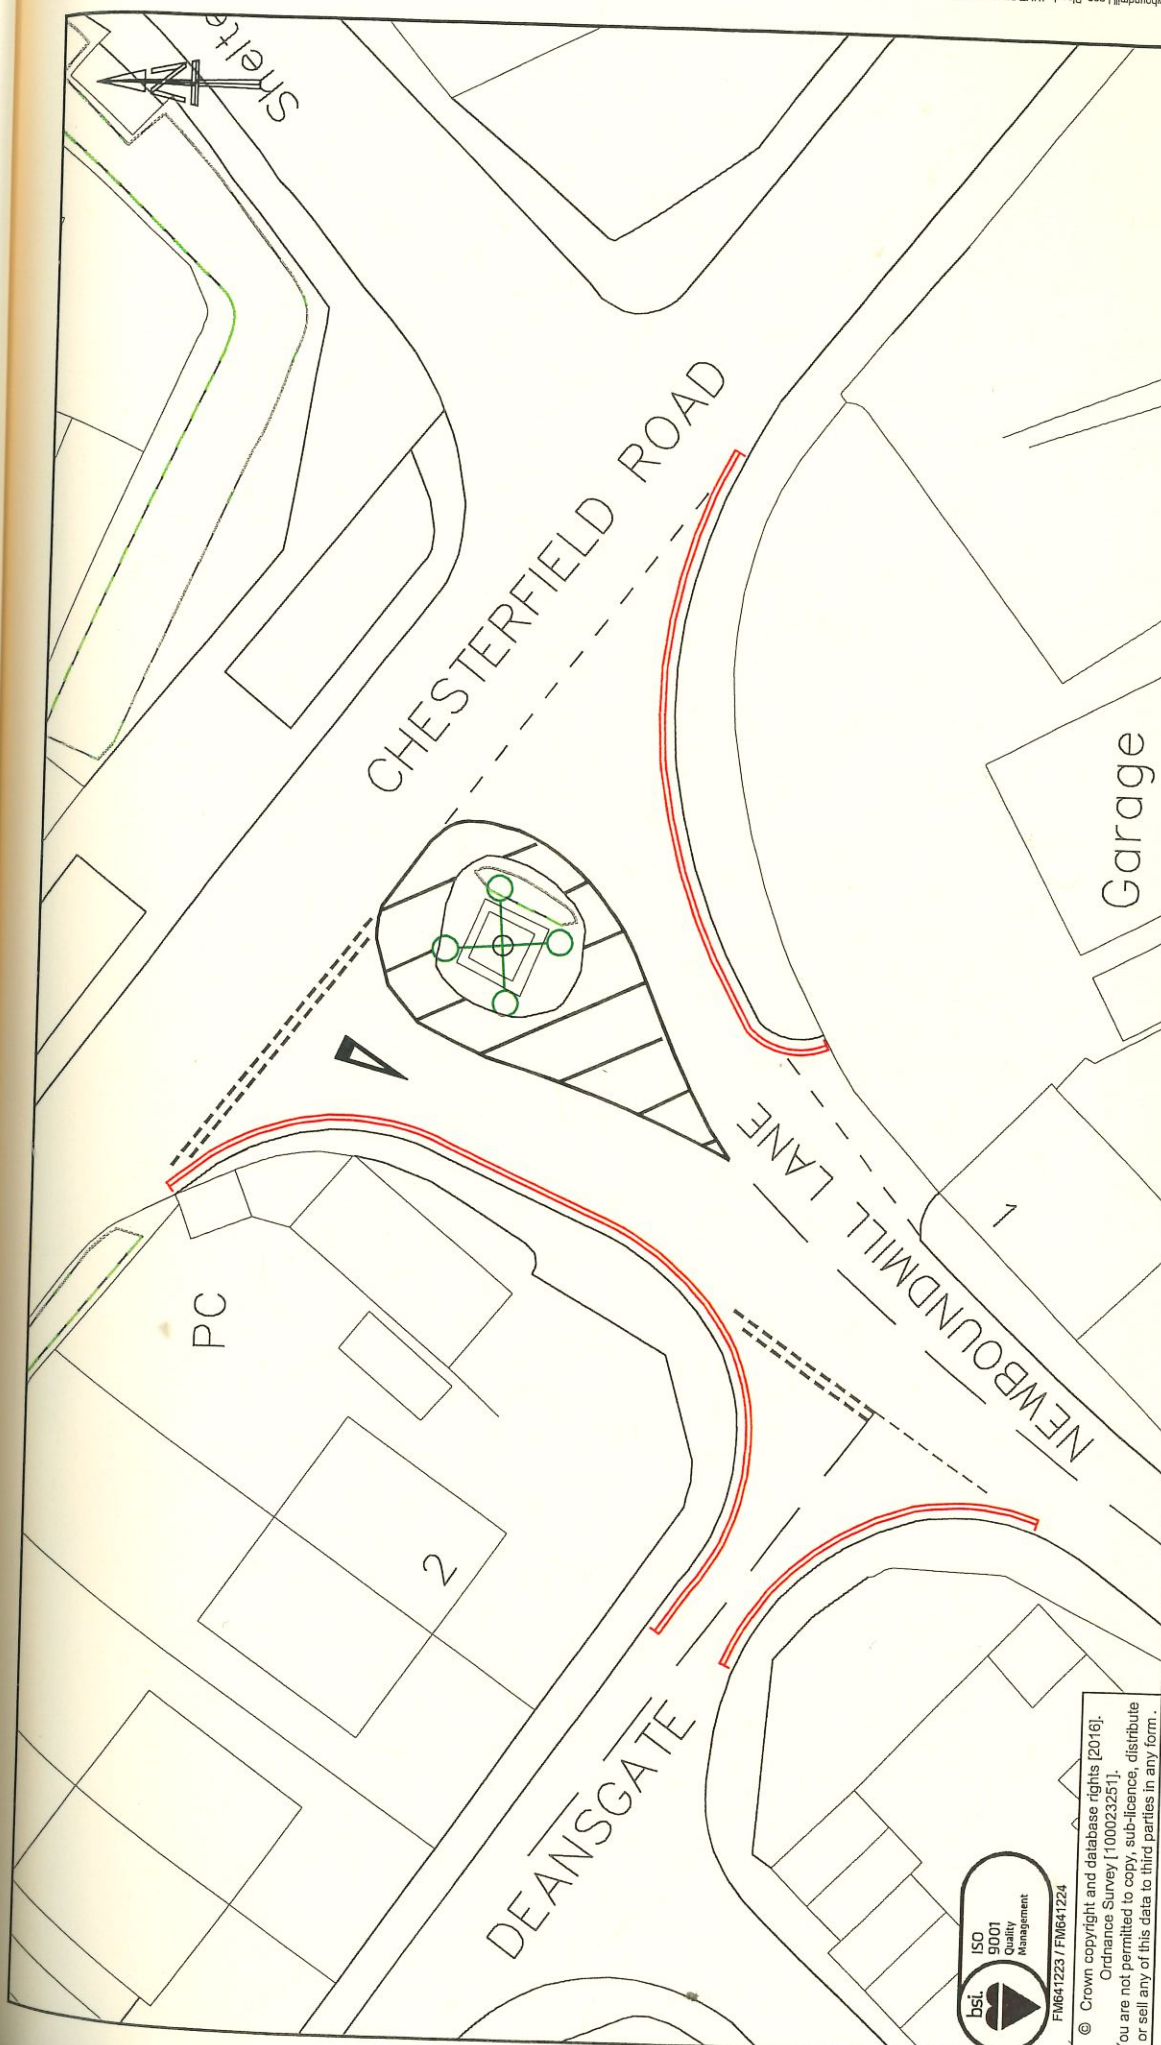 Shelte
CHESTERFIELD ROAD
Garage
NEWBOUNDMILL LANE
1
PC
2
DEANSGATE
bsi.
ISO
9001
Quality
Management
FM641223 / FM641224
© Crown copyright and database rights [2016].
Ordnance Survey [100023251].
ou are not permitted to copy, sub-licence, distribute
or sell any of this data to third parties in any form.